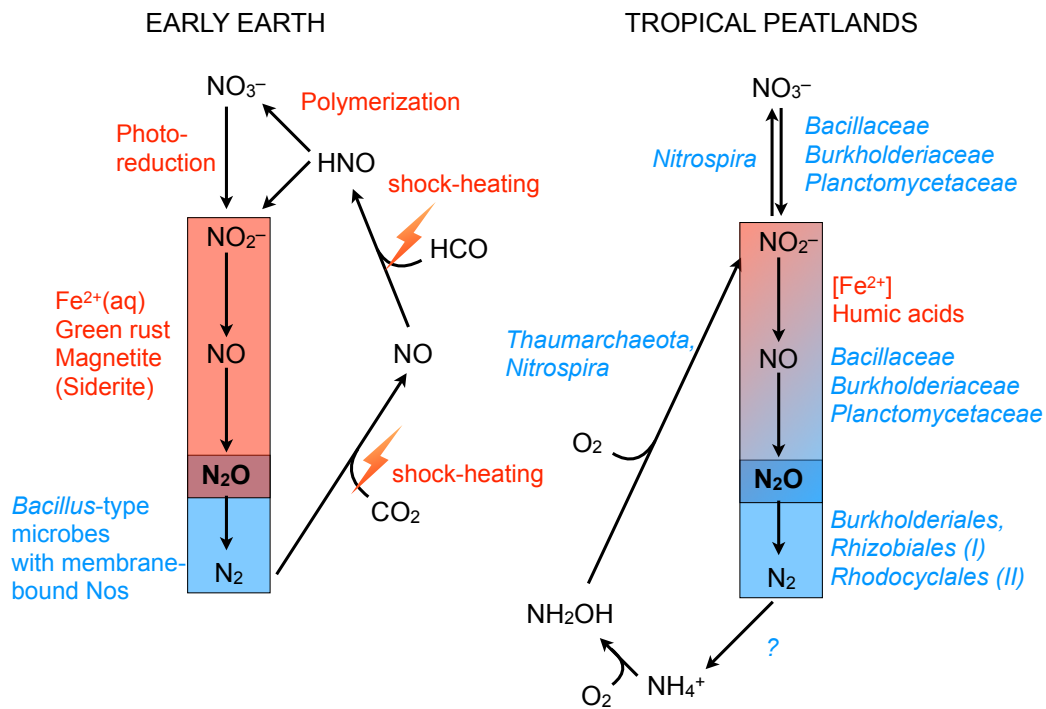 EARLY EARTH
NO₃⁻
Polymerization
Photo-
reduction
HNO
shock-heating
NO₂⁻
HCO
Fe²⁺(aq)
Green rust
Magnetite
(Siderite)
NO
NO
N₂O
shock-heating
CO₂
Bacillus-type
microbes
with membrane-
bound Nos
N₂
TROPICAL PEATLANDS
NO₃⁻
Nitrospira
Bacillaceae
Burkholderiaceae
Planctomycetaceae
NO₂⁻
[Fe²⁺]
Humic acids
Thaumarchaeota,
Nitrospira
NO
Bacillaceae
Burkholderiaceae
Planctomycetaceae
O₂
N₂O
Burkholderiales,
Rhizobiales (I)
Rhodocyclales (II)
N₂
NH₂OH
?
O₂
NH₄⁺